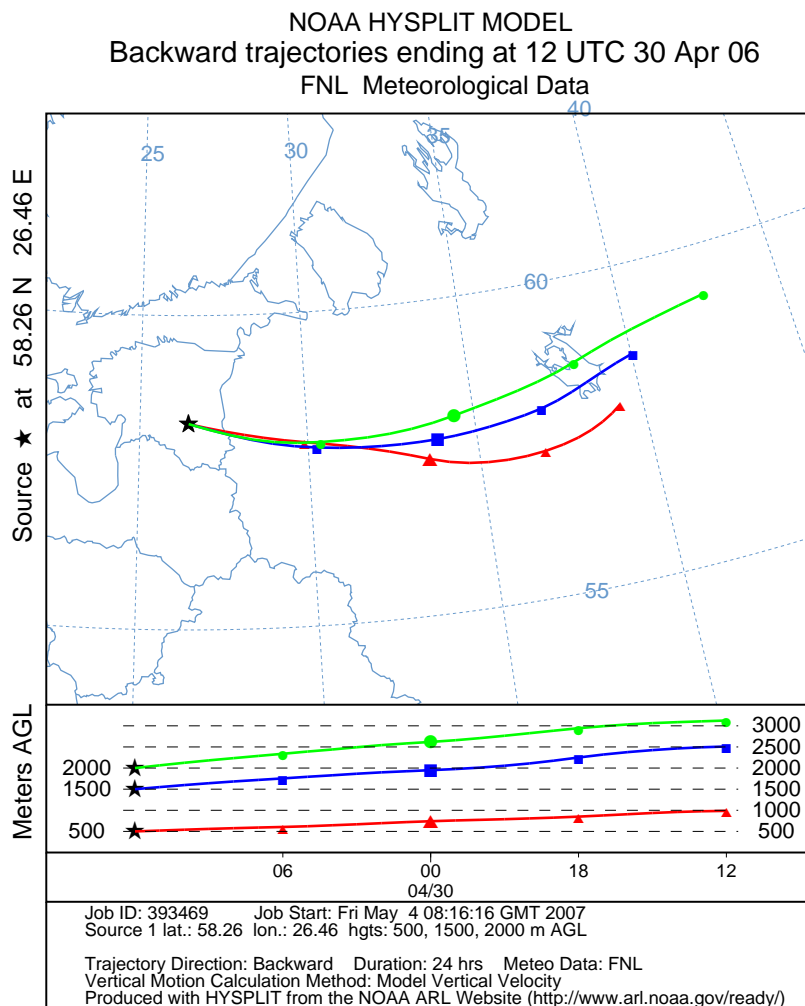 NOAA HYSPLIT MODEL
Backward trajectories ending at 12 UTC 30 Apr 06
FNL  Meteorological Data
Source ★ at 58.26 N 26.46 E
25
30
35
40
60
55
Meters AGL
2000
1500
500
3000
2500
2000
1500
1000
500
06 00 18 12
04/30
Job ID: 393469 Job Start: Fri May 4 08:16:16 GMT 2007
Source 1 lat.: 58.26 lon.: 26.46 hgts: 500, 1500, 2000 m AGL
Trajectory Direction: Backward Duration: 24 hrs Meteo Data: FNL
Vertical Motion Calculation Method: Model Vertical Velocity
Produced with HYSPLIT from the NOAA ARL Website (http://www.arl.noaa.gov/ready/)